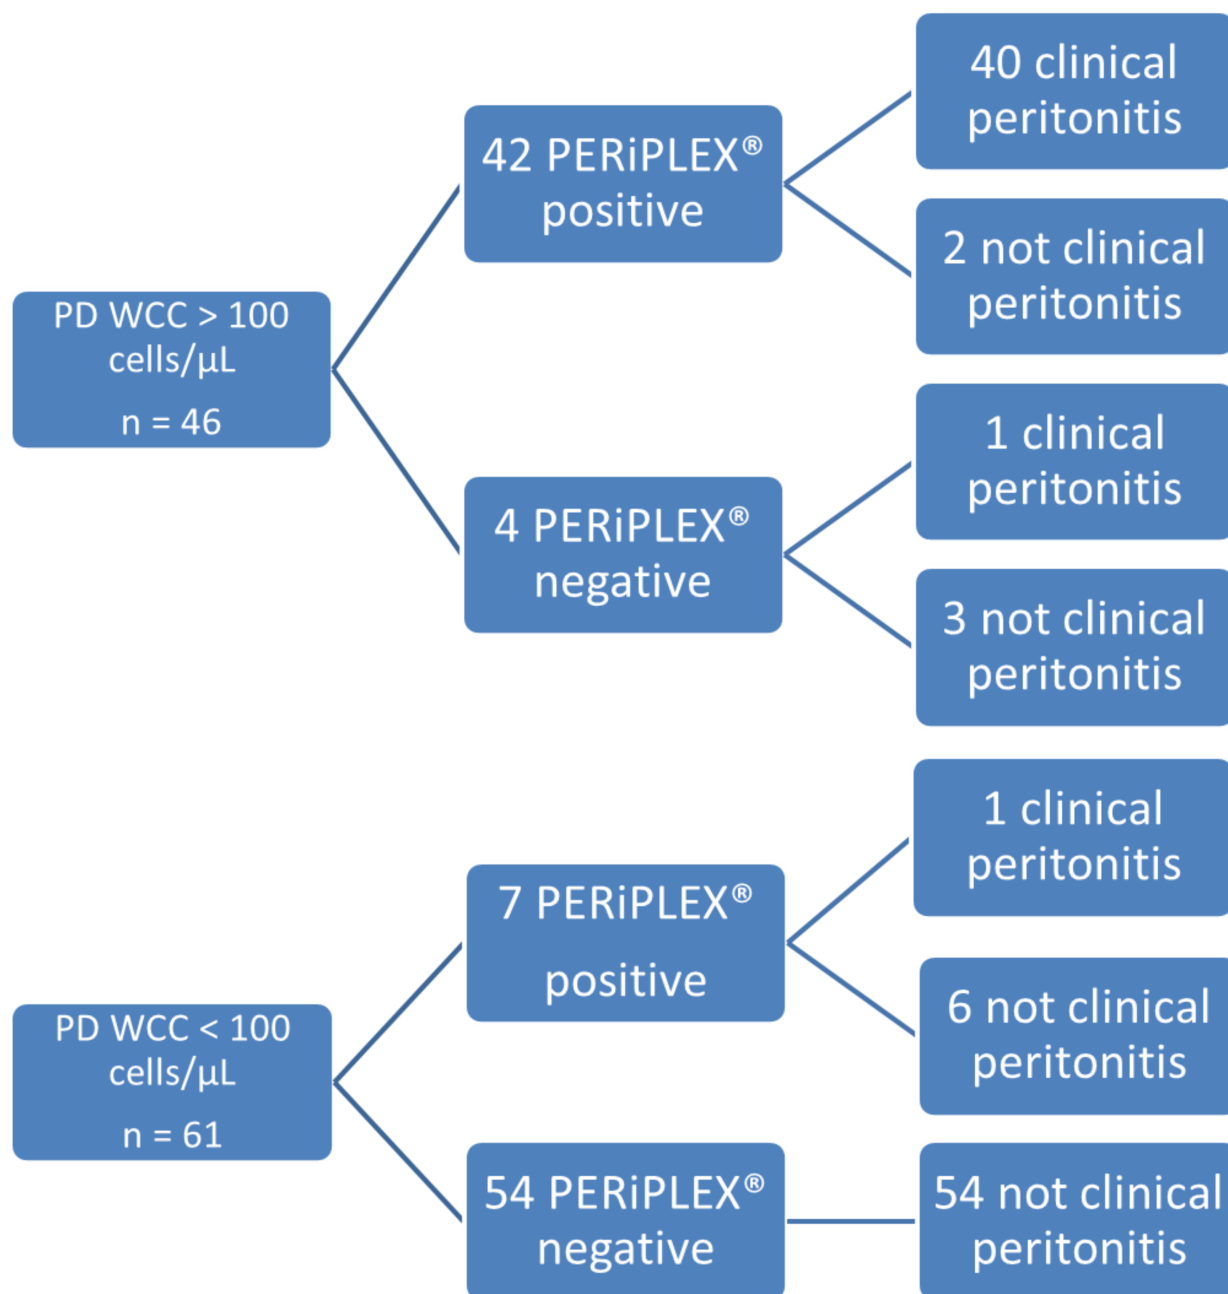 PD WCC > 100
cells/µL
n = 46
42 PERiPLEX®
positive
40 clinical
peritonitis
2 not clinical
peritonitis
4 PERiPLEX®
negative
1 clinical
peritonitis
3 not clinical
peritonitis
PD WCC < 100
cells/µL
n = 61
7 PERiPLEX®
positive
1 clinical
peritonitis
6 not clinical
peritonitis
54 PERiPLEX®
negative
54 not clinical
peritonitis